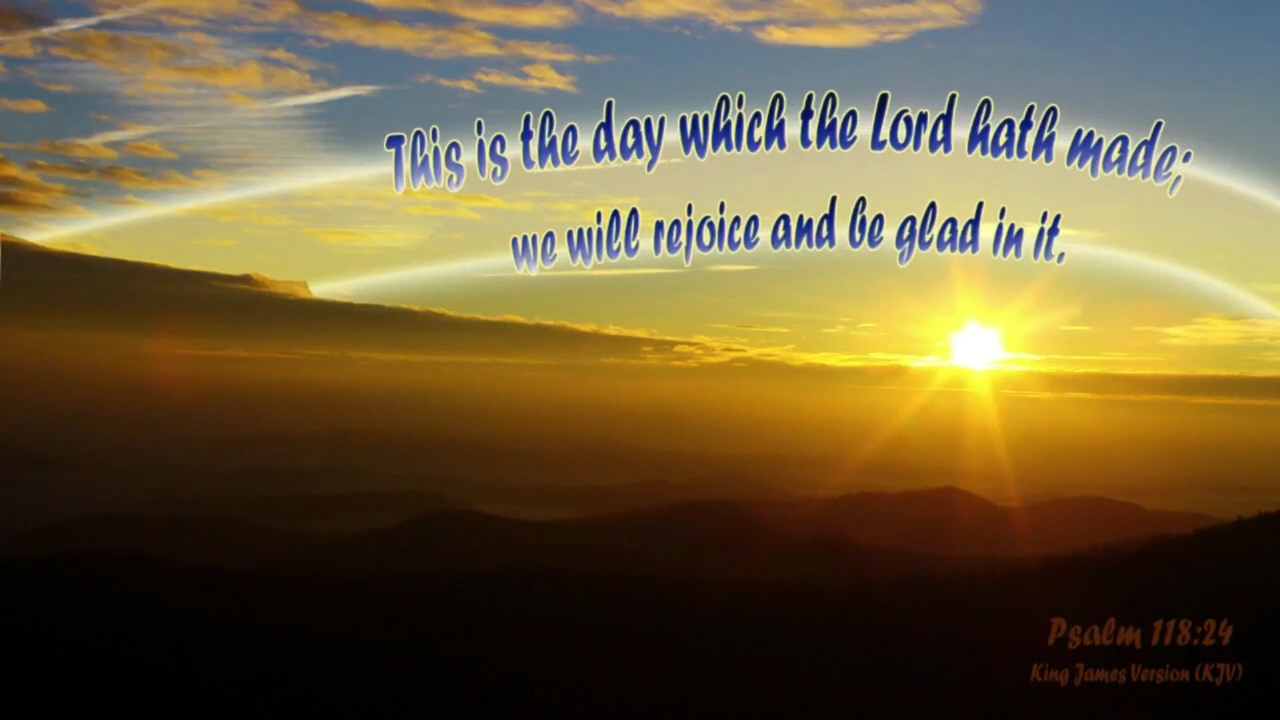 This is the day which the Lord hath made;
we will rejoice and be glad in it.
Psalm 118:24
King James Version (KJV)